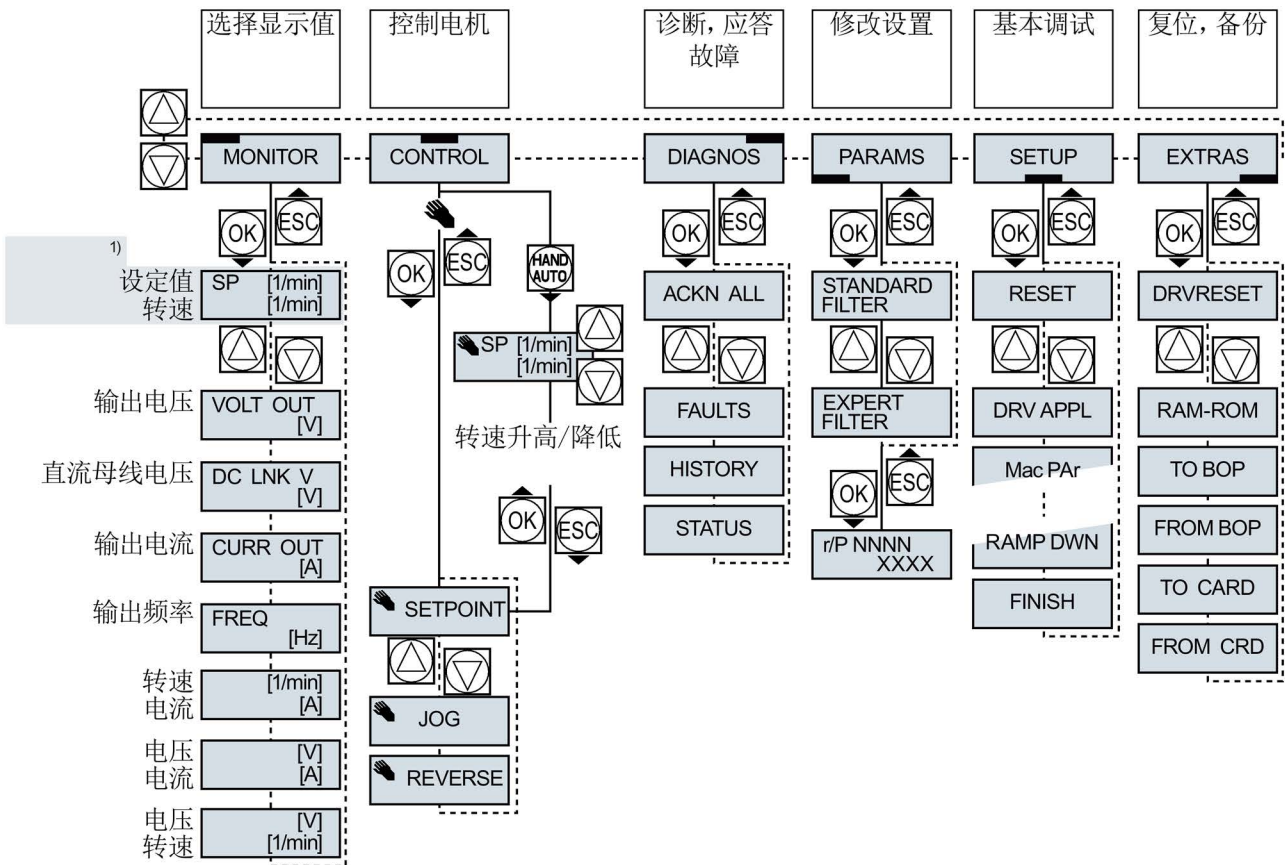 选择显示值
控制电机
诊断, 应答
故障
修改设置
基本调试
复位, 备份
MONITOR
CONTROL
DIAGNOS
PARAMS
SETUP
EXTRAS
OK
ESC
OK
ESC
HAND
AUTO
OK
ESC
OK
ESC
OK
ESC
OK
ESC
1)
设定值
转速
SP [1/min]
[1/min]
SP [1/min]
[1/min]
转速升高/降低
ACKN ALL
STANDARD
FILTER
RESET
DRVRESET
输出电压
VOLT OUT
[V]
FAULTS
EXPERT
FILTER
DRV APPL
RAM-ROM
直流母线电压
DC LNK V
[V]
HISTORY
OK
ESC
Mac PAr
TO BOP
输出电流
CURR OUT
[A]
OK
ESC
STATUS
r/P NNNN
XXXX
RAMP DWN
FROM BOP
输出频率
FREQ
[Hz]
SETPOINT
FINISH
TO CARD
FROM CRD
转速
电流
[1/min]
[A]
JOG
电压
电流
[V]
[A]
REVERSE
电压
转速
[V]
[1/min]